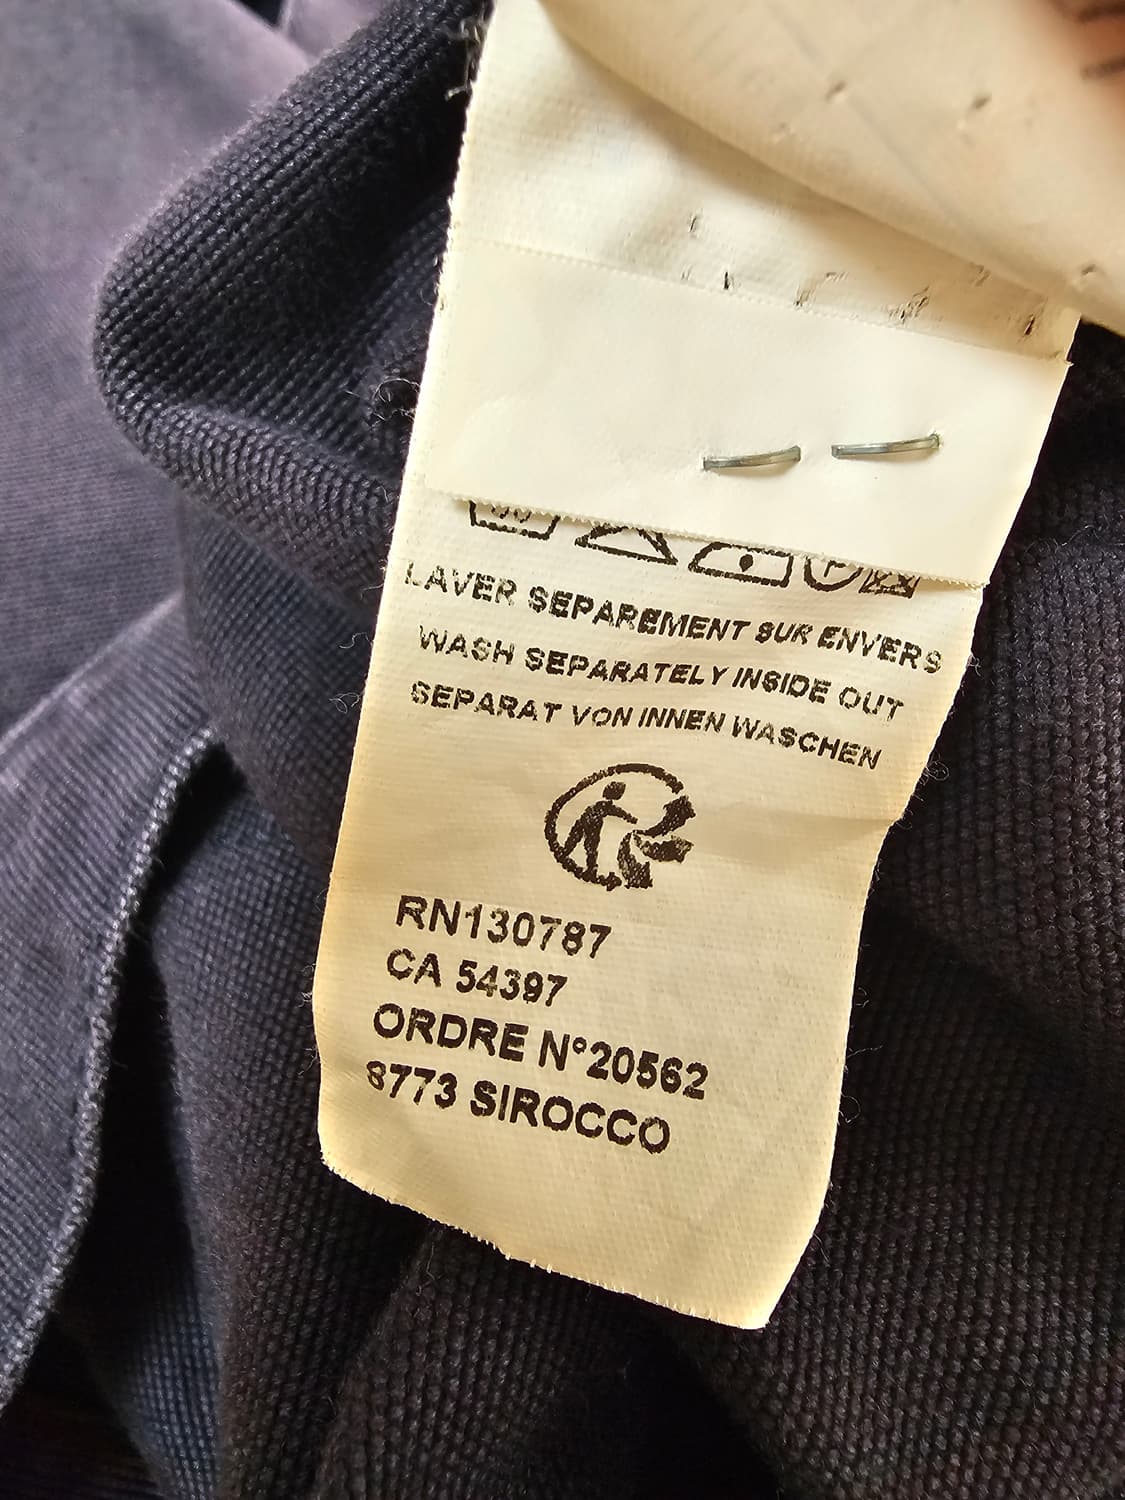 LAVER SEPAREMENT SUR ENVERS
WASH SEPARATELY INSIDE OUT
SEPARAT VON INNEN WASCHEN
RN130787
CA 54397
ORDRE N°20562
8773 SIROCCO